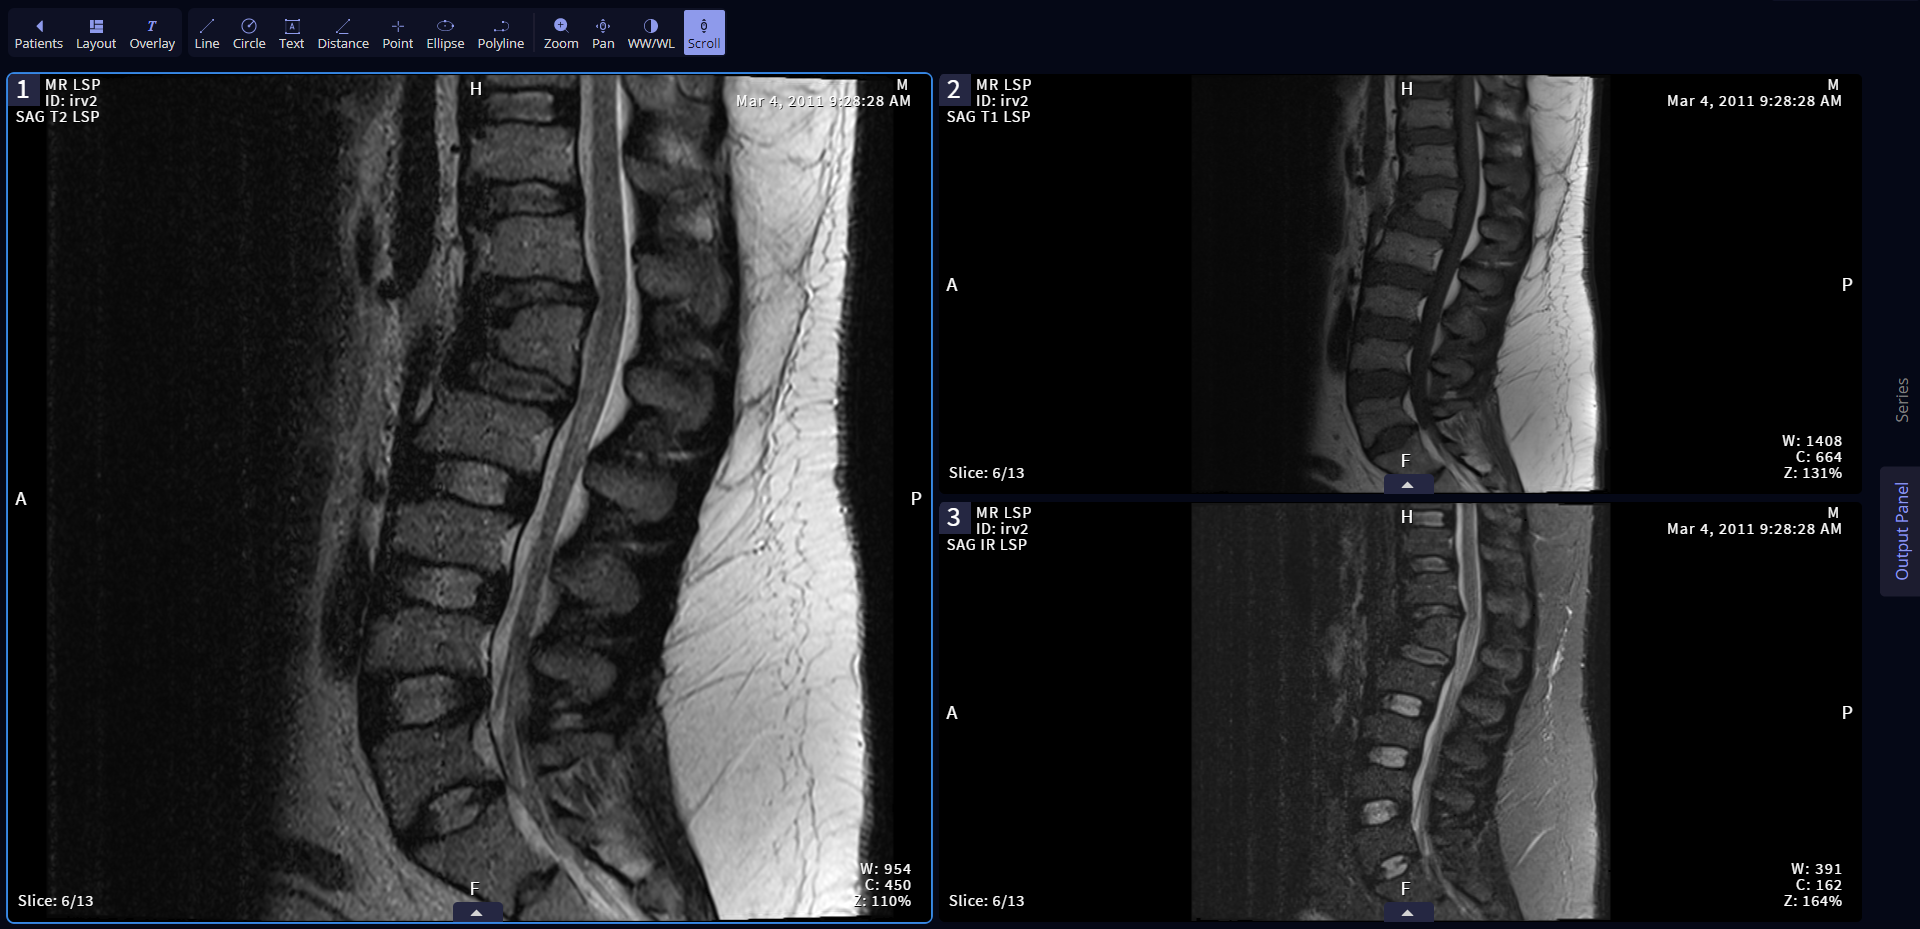 Patients Layout Overlay Line Circle Text Distance Point Ellipse Polyline Zoom Pan WW/WL Scroll
1
MR LSP
ID: irv2
SAG T2 LSP
H
M
Mar 4, 2011 9:28:28 AM
A
P
W: 954
C: 450
Z: 110%
Slice: 6/13
F
2
MR LSP
ID: irv2
SAG T1 LSP
H
M
Mar 4, 2011 9:28:28 AM
A
P
W: 1408
C: 664
Z: 131%
Slice: 6/13
F
3
MR LSP
ID: irv2
SAG IR LSP
H
M
Mar 4, 2011 9:28:28 AM
A
P
W: 391
C: 162
Z: 164%
Slice: 6/13
F
Series
Output Panel